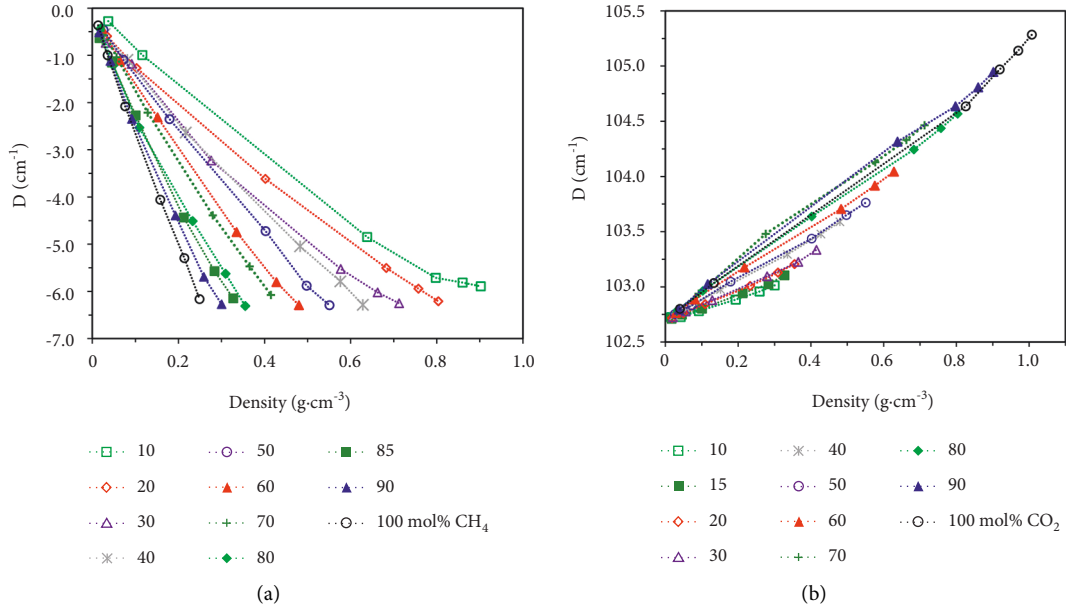 0
-1.0
-2.0
-3.0
-4.0
-5.0
-6.0
-7.0
D (cm-1)
0 0.2 0.4 0.6 0.8 1.0
Density (g·cm-3)
10 50 85
20 60 90
30 70 100 mol% CH4
40 80
(a)
105.5
105.0
104.5
104.0
103.5
103.0
102.5
D (cm-1)
0 0.2 0.4 0.6 0.8 1.0
Density (g·cm-3)
10 40 80
15 50 90
20 60 100 mol% CO2
30 70
(b)